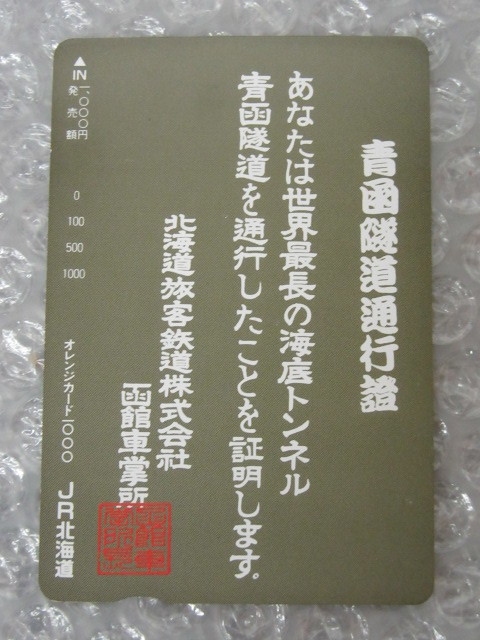 青函隧道通行證
あなたは世界最長の海底トンネル
青函隧道を通行したことを証明します.
北海道旅客鉄道株式会社
函館車掌所
▲IN
発売額
一、〇〇〇円
0
100
500
1000
オレンジカード一〇〇〇
JR北海道